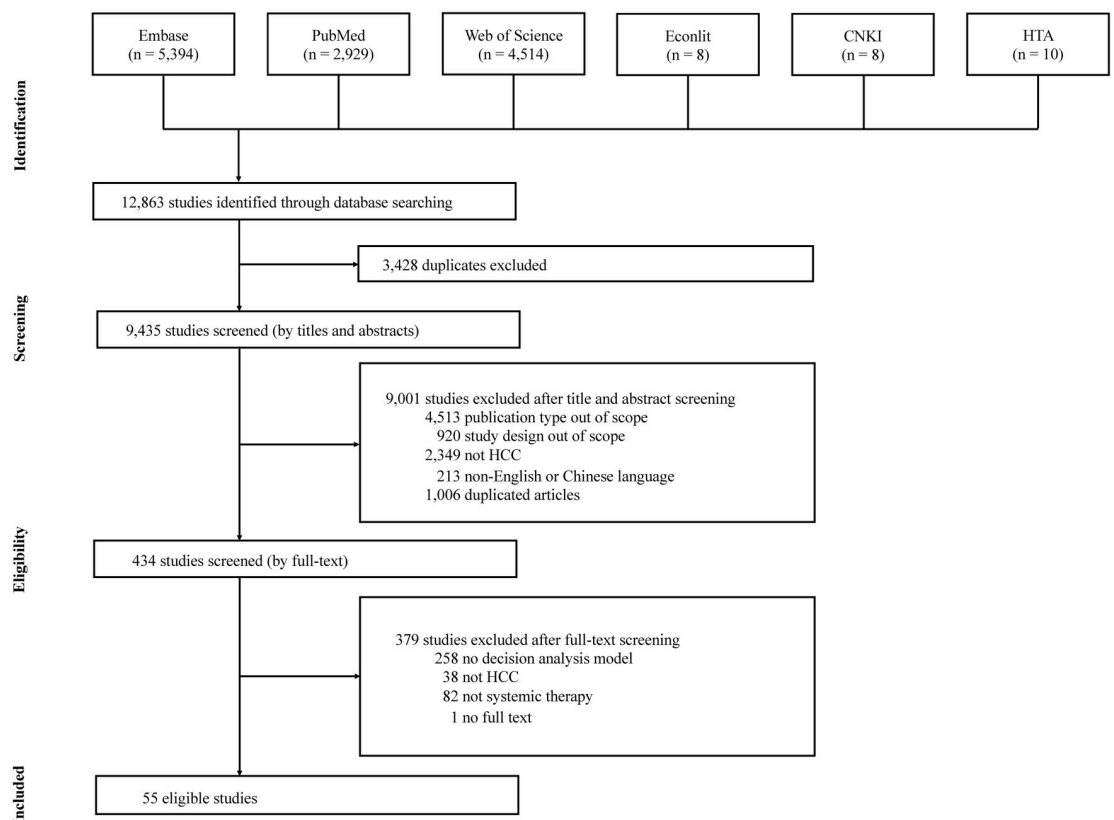 Embase
(n = 5,394)
PubMed
(n = 2,929)
Web of Science
(n = 4,514)
Econlit
(n = 8)
CNKI
(n = 8)
HTA
(n = 10)
Identification
12,863 studies identified through database searching
3,428 duplicates excluded
Screening
9,435 studies screened (by titles and abstracts)
9,001 studies excluded after title and abstract screening
4,513 publication type out of scope
920 study design out of scope
2,349 not HCC
213 non-English or Chinese language
1,006 duplicated articles
Eligibility
434 studies screened (by full-text)
379 studies excluded after full-text screening
258 no decision analysis model
38 not HCC
82 not systemic therapy
1 no full text
Included
55 eligible studies